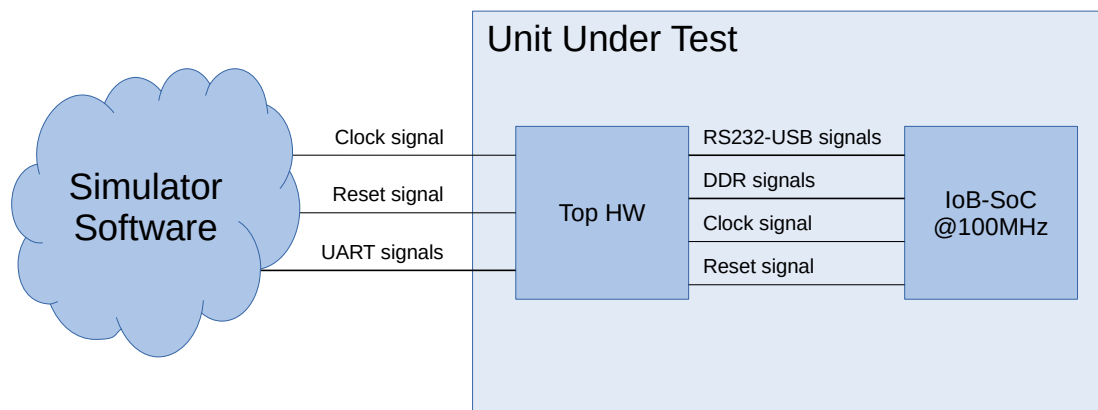 Unit Under Test
Simulator
Software
Clock signal
Reset signal
UART signals
Top HW
RS232-USB signals
DDR signals
Clock signal
Reset signal
IoB-SoC
@100MHz